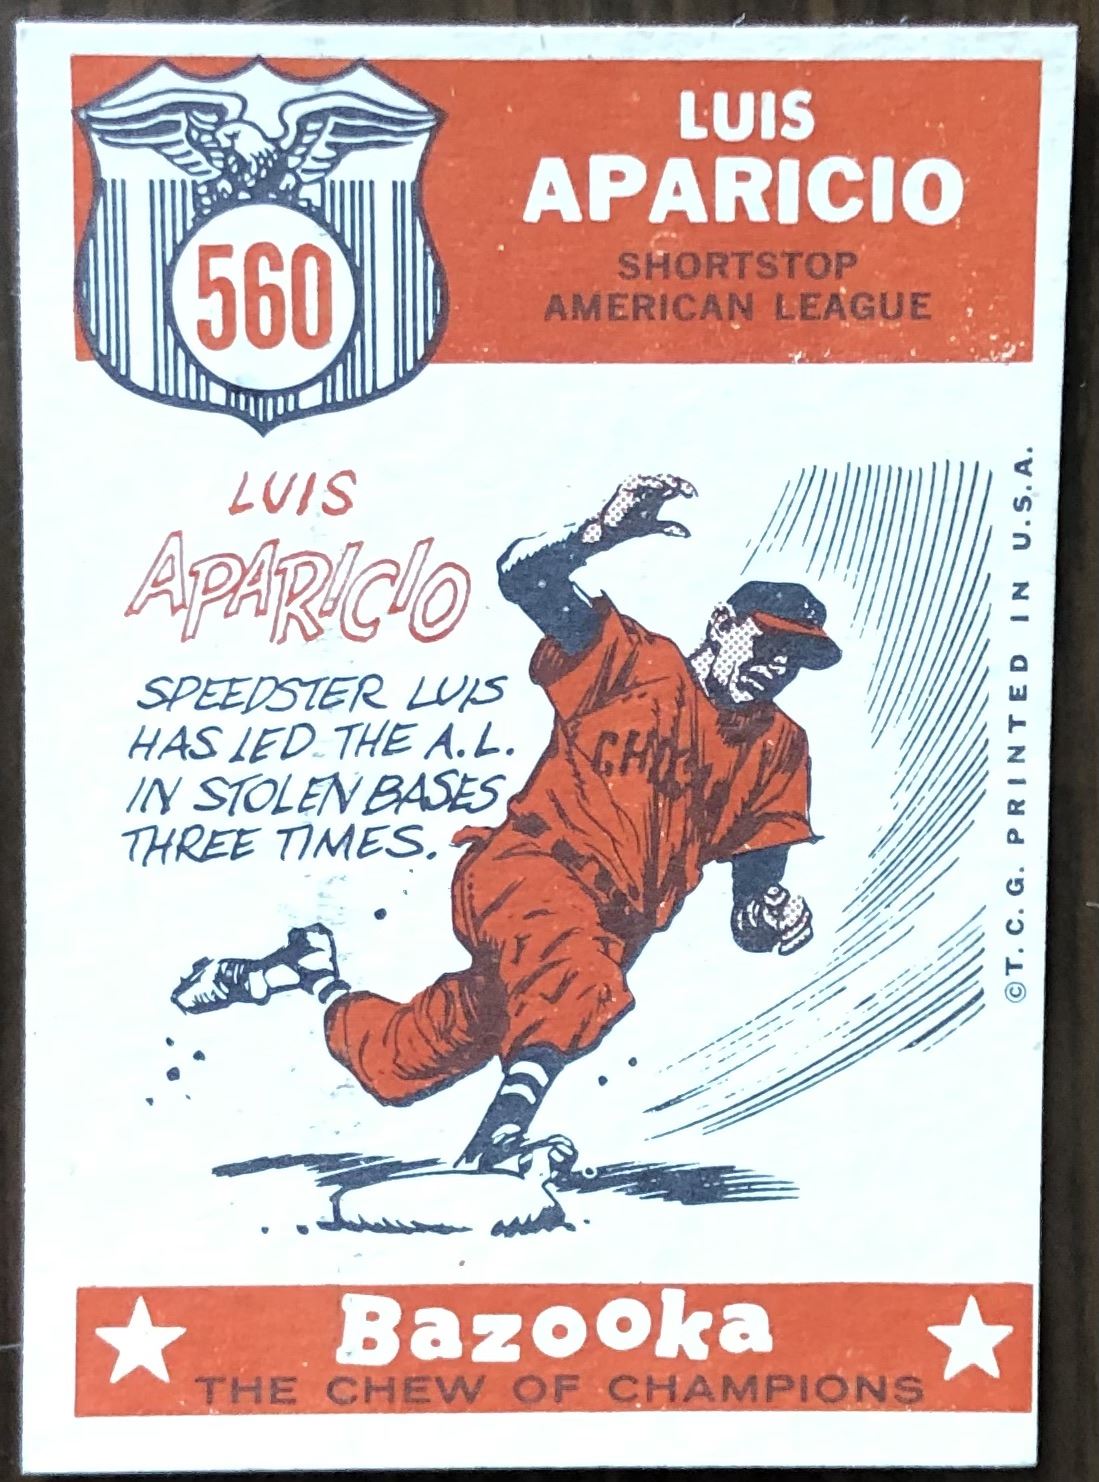 560
LUIS
APARICIO
SHORTSTOP
AMERICAN LEAGUE
LUIS
APARICIO
SPEEDSTER LUIS
HAS LED THE A.L.
IN STOLEN BASES
THREE TIMES.
©T.C.G. PRINTED IN U.S.A.
Bazooka
THE CHEW OF CHAMPIONS